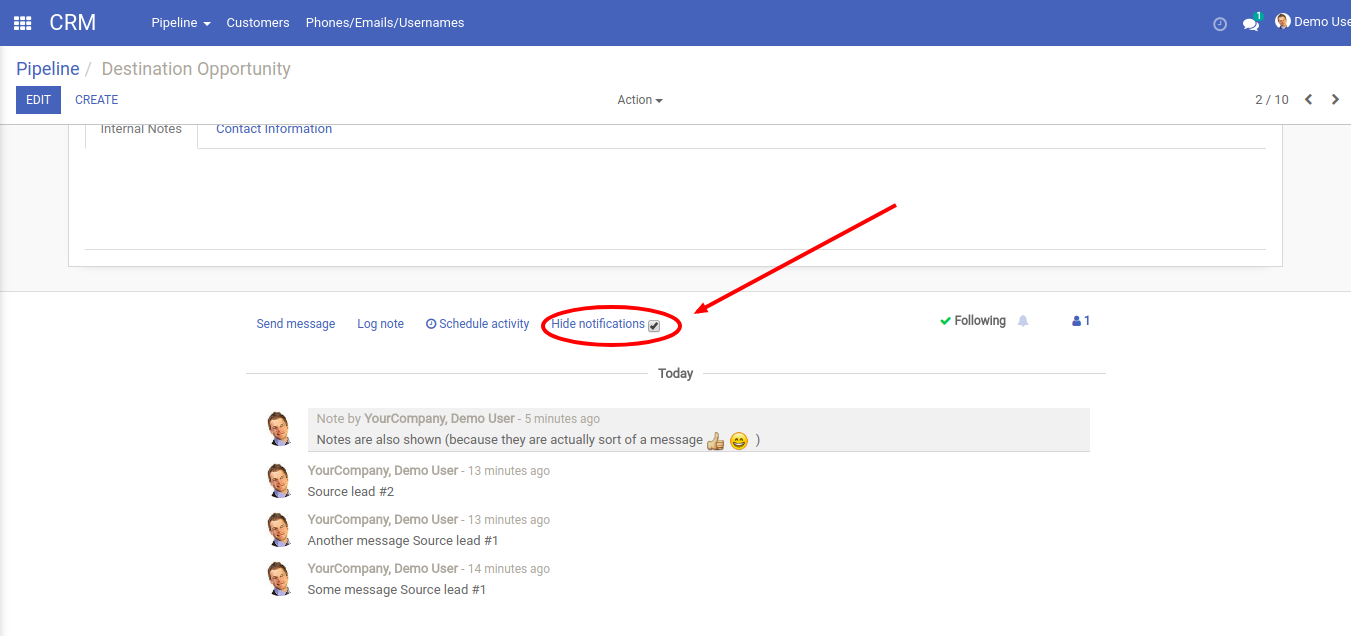 CRM Pipeline Customers Phones/Emails/Usernames 1 Demo Use
Pipeline / Destination Opportunity
EDIT CREATE Action 2 / 10
Internal Notes Contact Information
Send message Log note Schedule activity Hide notifications Following 1
Today
Note by YourCompany, Demo User - 5 minutes ago
Notes are also shown (because they are actually sort of a message 👍 😄 )
YourCompany, Demo User - 13 minutes ago
Source lead #2
YourCompany, Demo User - 13 minutes ago
Another message Source lead #1
YourCompany, Demo User - 14 minutes ago
Some message Source lead #1